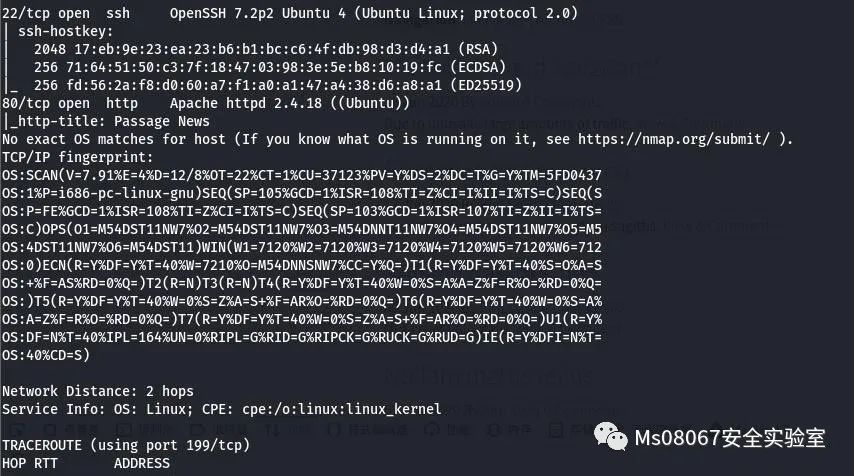 22/tcp open  ssh     OpenSSH 7.2p2 Ubuntu 4 (Ubuntu Linux; protocol 2.0)
| ssh-hostkey:
|   2048 17:eb:9e:23:ea:23:b6:b1:bc:c6:4f:db:98:d3:d4:a1 (RSA)
|   256 71:64:51:50:c3:7f:18:47:03:98:3e:5e:b8:10:19:fc (ECDSA)
|_  256 fd:56:2a:f8:d0:60:a7:f1:a0:a1:47:a4:38:d6:a8:a1 (ED25519)
80/tcp open  http    Apache httpd 2.4.18 ((Ubuntu))
|_http-title: Passage News
No exact OS matches for host (If you know what OS is running on it, see https://nmap.org/submit/ ).
TCP/IP fingerprint:
OS:SCAN(V=7.91%E=4%D=12/8%OT=22%CT=1%CU=37123%PV=Y%DS=2%DC=T%G=Y%TM=5FD0437
OS:1%P=i686-pc-linux-gnu)SEQ(SP=105%GCD=1%ISR=108%TI=Z%CI=I%II=I%TS=C)SEQ(S
OS:P=FE%GCD=1%ISR=108%TI=Z%CI=I%TS=C)SEQ(SP=103%GCD=1%ISR=107%TI=Z%II=I%TS=
OS:C)OPS(O1=M54DST11NW7%O2=M54DST11NW7%O3=M54DNNT11NW7%O4=M54DST11NW7%O5=M5
OS:4DST11NW7%O6=M54DST11)WIN(W1=7120%W2=7120%W3=7120%W4=7120%W5=7120%W6=712
OS:0)ECN(R=Y%DF=Y%T=40%W=7210%O=M54DNNSNW7%CC=Y%Q=)T1(R=Y%DF=Y%T=40%S=O%A=S
OS:+%F=AS%RD=0%Q=)T2(R=N)T3(R=N)T4(R=Y%DF=Y%T=40%W=0%S=A%A=Z%F=R%O=%RD=0%Q=
OS:)T5(R=Y%DF=Y%T=40%W=0%S=Z%A=S+%F=AR%O=%RD=0%Q=)T6(R=Y%DF=Y%T=40%W=0%S=A%
OS:A=Z%F=R%O=%RD=0%Q=)T7(R=Y%DF=Y%T=40%W=0%S=Z%A=S+%F=AR%O=%RD=0%Q=)U1(R=Y%
OS:DF=N%T=40%IPL=164%UN=0%RIPL=G%RID=G%RIPCK=G%RUCK=G%RUD=G)IE(R=Y%DFI=N%T=
OS:40%CD=S)
Network Distance: 2 hops
Service Info: OS: Linux; CPE: cpe:/o:linux:linux_kernel
TRACEROUTE (using port 199/tcp)
HOP RTT       ADDRESS
Ms08067安全实验室